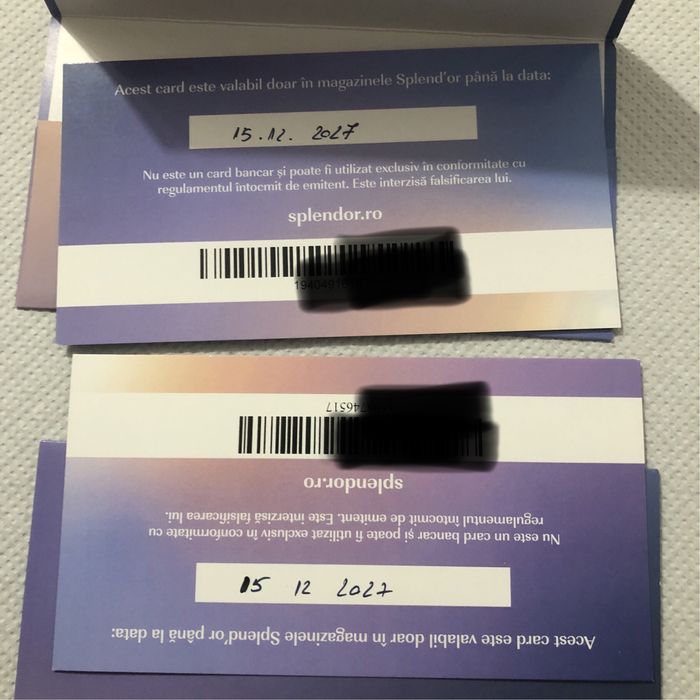 Acest card este valabil doar în magazinele Splend'or până la data:
15.12. 2027
Nu este un card bancar și poate fi utilizat exclusiv în conformitate cu
regulamentul întocmit de emitent. Este interzisă falsificarea lui.
splendor.ro
Acest card este valabil doar în magazinele Splend'or până la data:
15 12 2027
Nu este un card bancar și poate fi utilizat exclusiv în conformitate cu
regulamentul întocmit de emitent. Este interzisă falsificarea lui.
splendor.ro